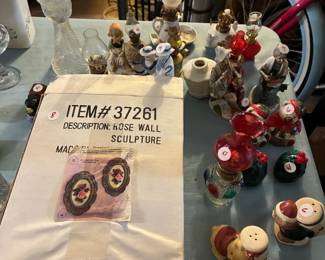 ITEM# 37261
DESCRIPTION: ROSE WALL
SCULPTURE